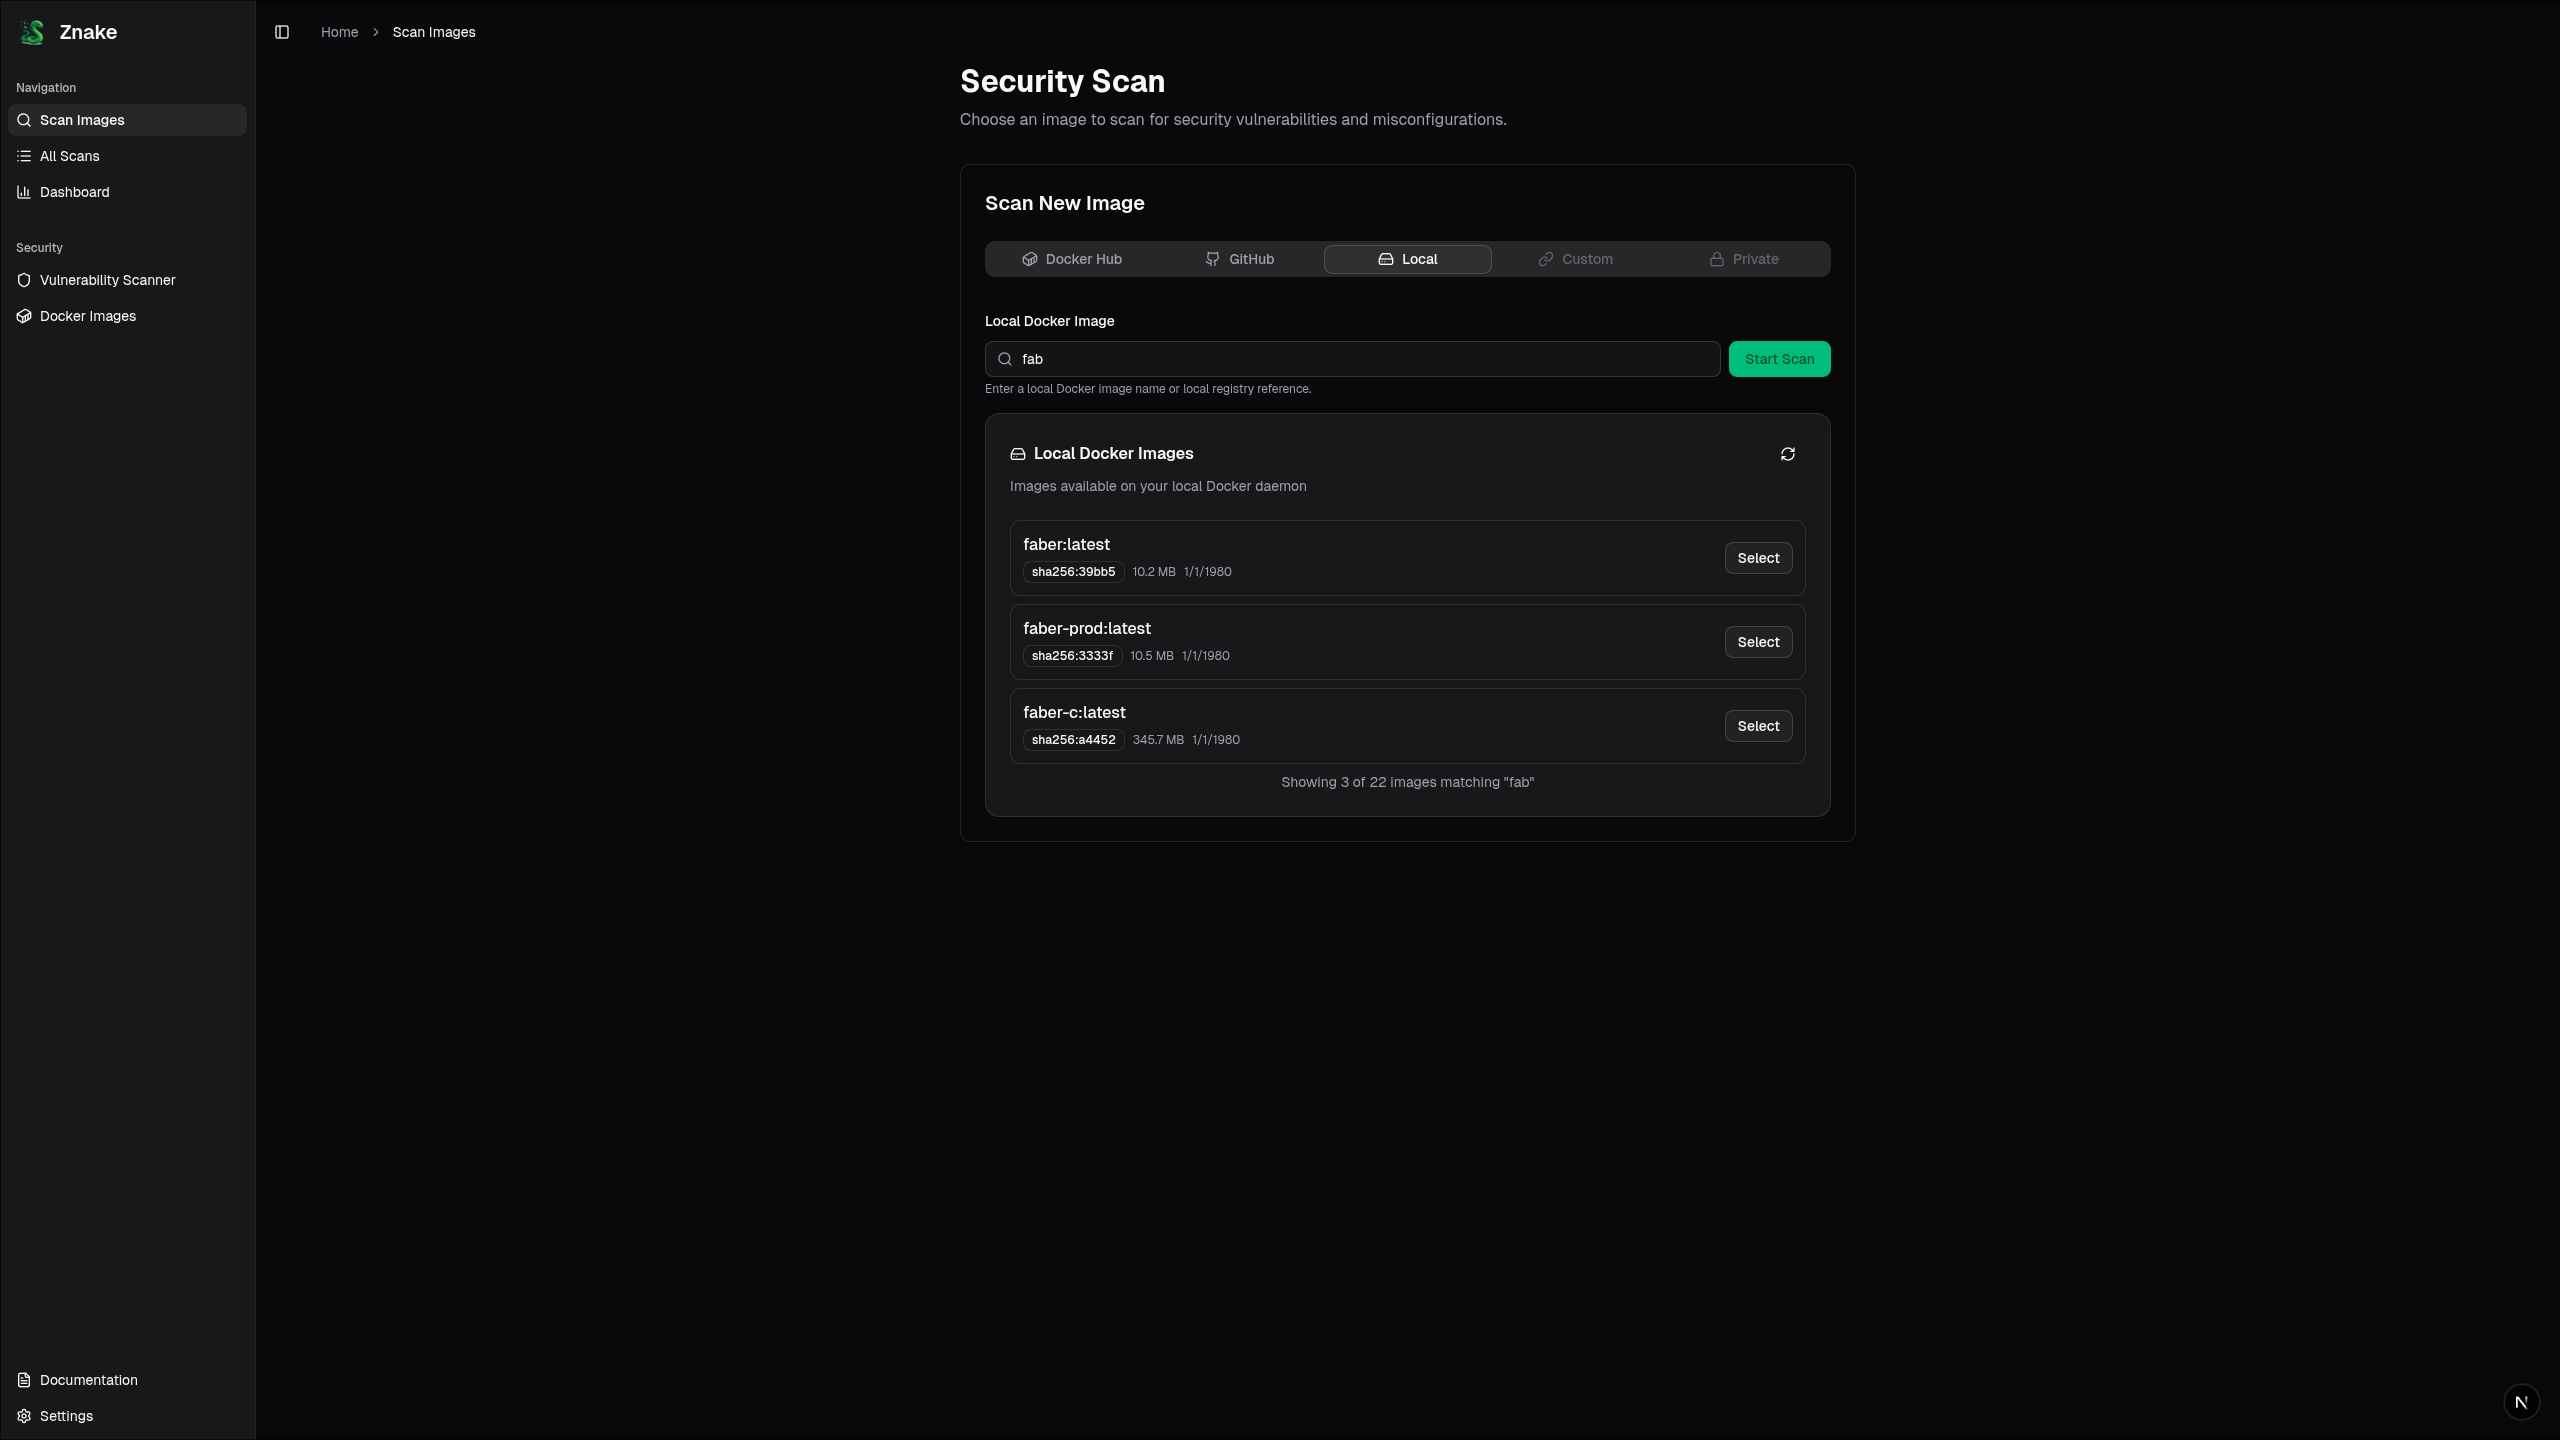 Znake
Navigation
Scan Images
All Scans
Dashboard
Security
Vulnerability Scanner
Docker Images
Documentation
Settings
Home > Scan Images
Security Scan
Choose an image to scan for security vulnerabilities and misconfigurations.
Scan New Image
Docker Hub GitHub Local Custom Private
Local Docker Image
fab Start Scan
Enter a local Docker image name or local registry reference.
Local Docker Images
Images available on your local Docker daemon
faber:latest
sha256:39bb5 10.2 MB 1/1/1980
Select
faber-prod:latest
sha256:3333f 10.5 MB 1/1/1980
Select
faber-c:latest
sha256:a4452 345.7 MB 1/1/1980
Select
Showing 3 of 22 images matching "fab"
N